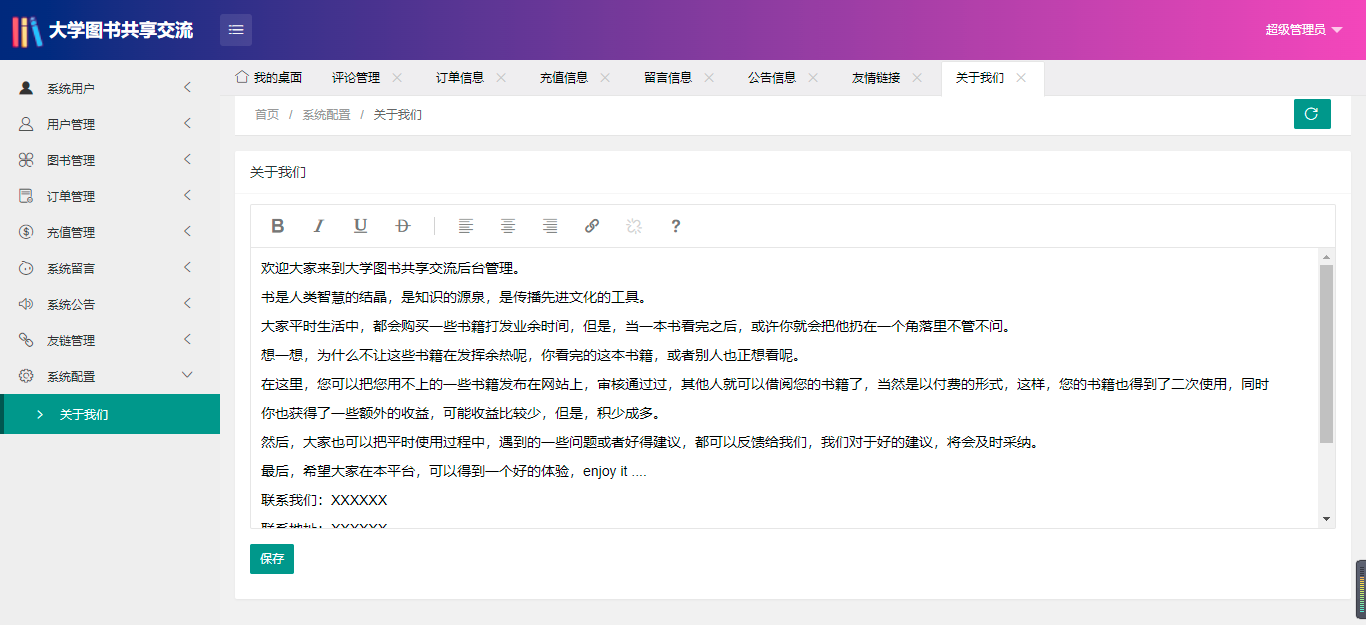 大学图书共享交流
超级管理员
系统用户
用户管理
图书管理
订单管理
充值管理
系统留言
系统公告
友链管理
系统配置
关于我们
我的桌面 评论管理 订单信息 充值信息 留言信息 公告信息 友情链接 关于我们
首页 / 系统配置 / 关于我们
关于我们
B I U D ?
欢迎大家来到大学图书共享交流后台管理。
书是人类智慧的结晶，是知识的源泉，是传播先进文化的工具。
大家平时生活中，都会购买一些书籍打发业余时间，但是，当一本书看完之后，或许你就会把他扔在一个角落里不管不问。
想一想，为什么不让这些书籍在发挥余热呢，你看完的这本书籍，或者别人也正想看呢。
在这里，您可以把您用不上的一些书籍发布在网站上，审核通过过，其他人就可以借阅您的书籍了，当然是以付费的形式，这样，您的书籍也得到了二次使用，同时
你也获得了一些额外的收益，可能收益比较少，但是，积少成多。
然后，大家也可以把平时使用过程中，遇到的一些问题或者好得建议，都可以反馈给我们，我们对于好的建议，将会及时采纳。
最后，希望大家在本平台，可以得到一个好的体验，enjoy it ....
联系我们：XXXXXX
联系地址：XXXXXX
保存